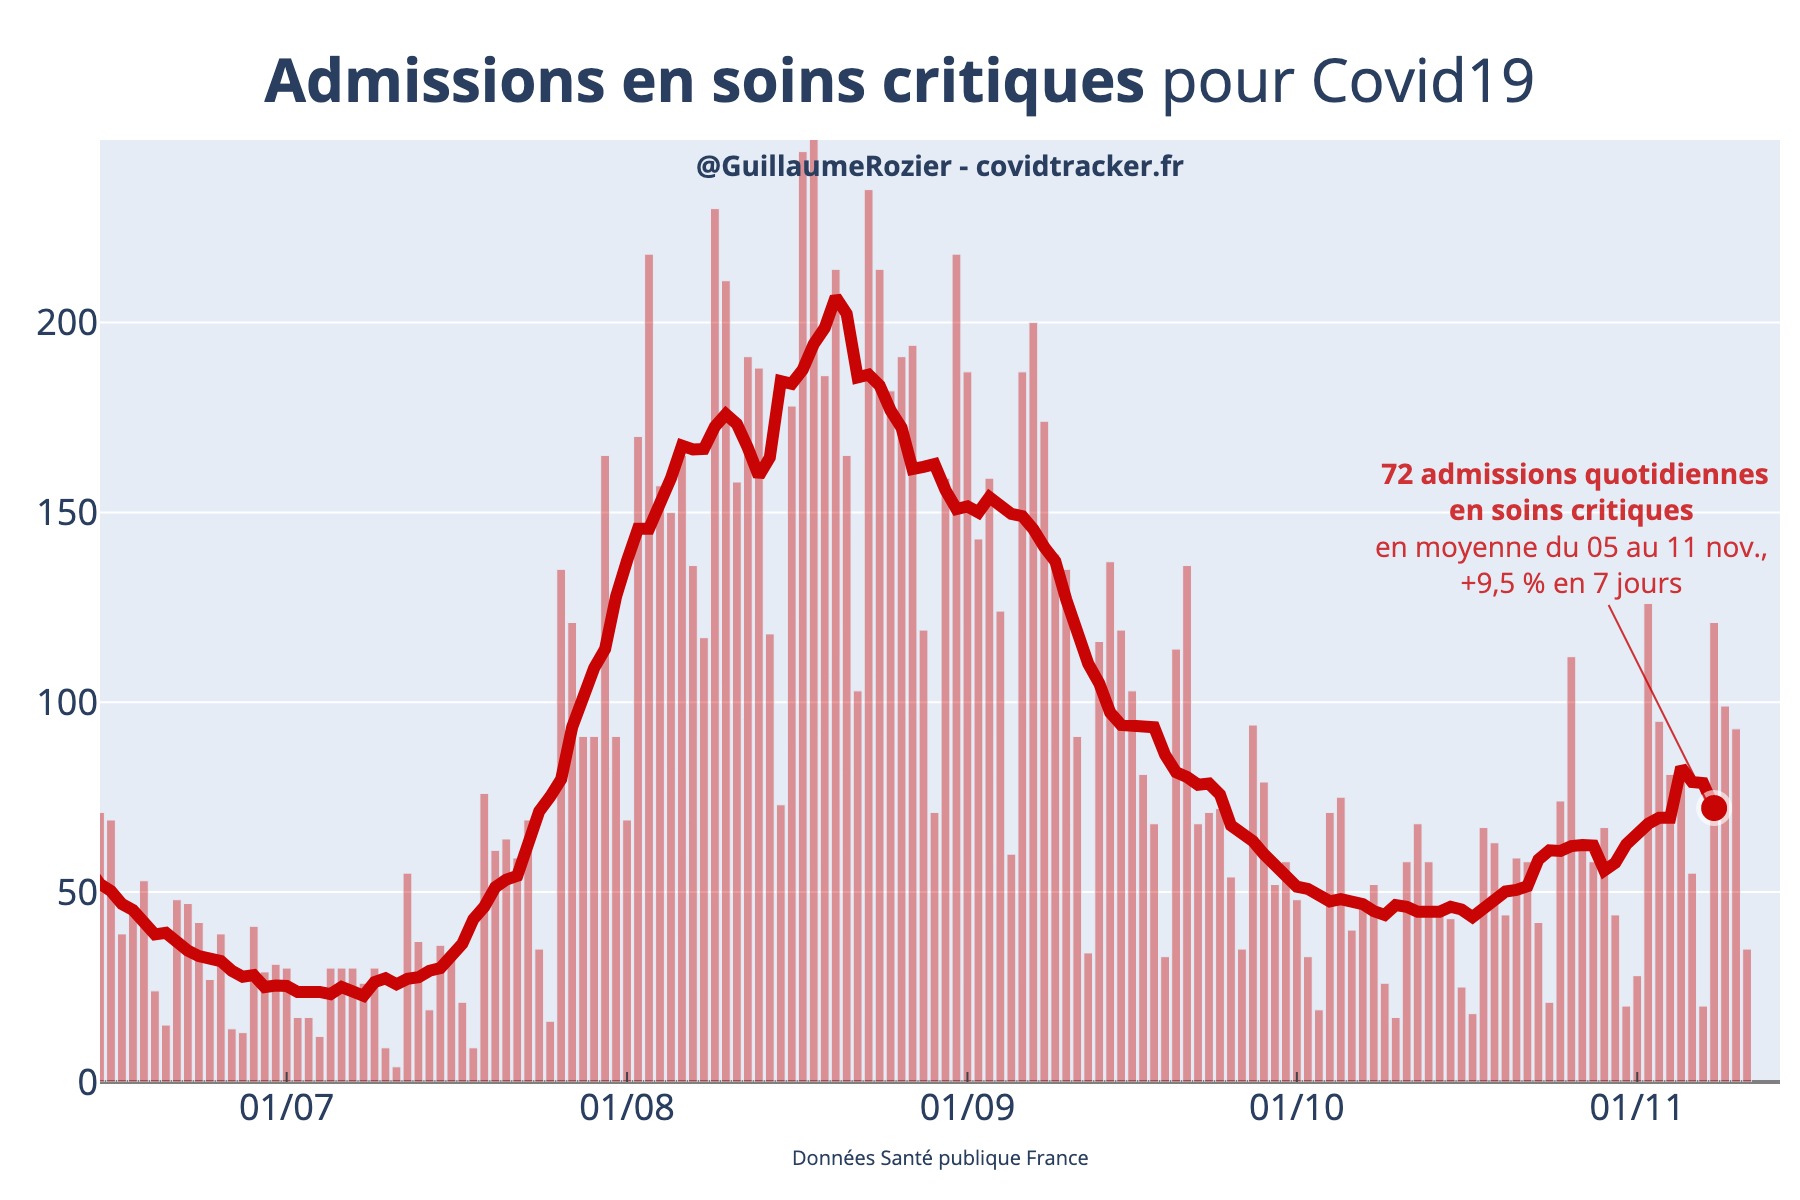 Admissions en soins critiques pour Covid19
@GuillaumeRozier - covidtracker.fr
200
150
100
50
0
72 admissions quotidiennes
en soins critiques
en moyenne du 05 au 11 nov.,
+9,5 % en 7 jours
01/07
01/08
01/09
01/10
01/11
Données Santé publique France